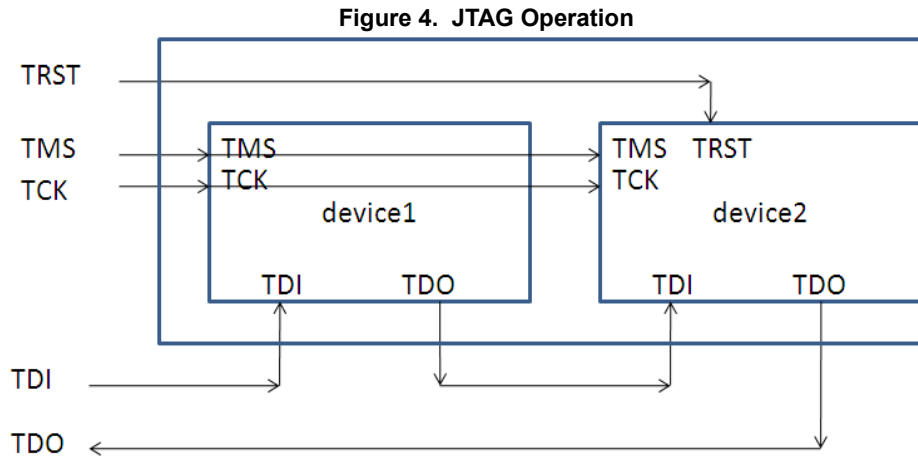 Figure 4. JTAG Operation
TRST
TMS
TCK
TMS
TCK
device1
TDI
TDO
TMS TRST
TCK
device2
TDI
TDO
TDI
TDO